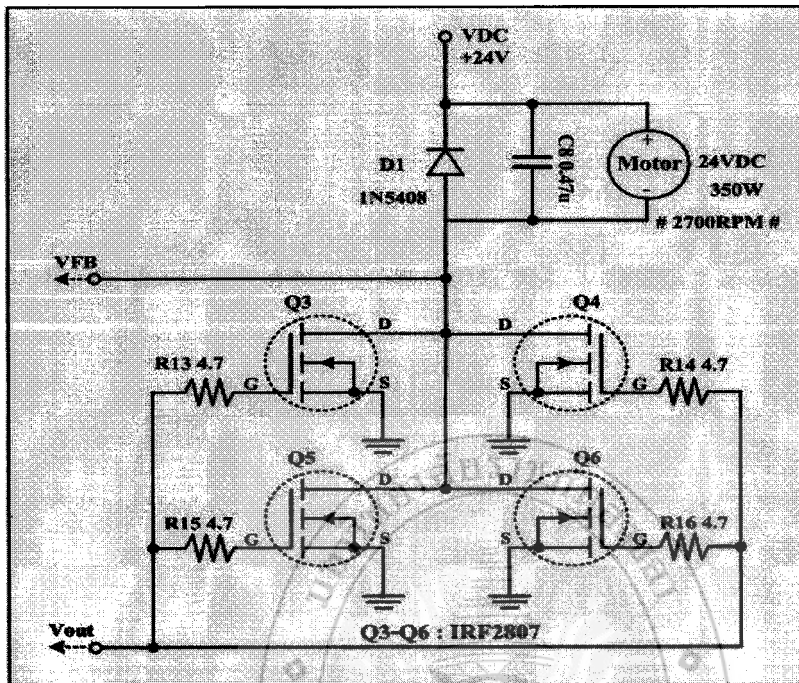 VDC
+24V
D1
1N5408
C8 0.47u
+
Motor
-
24VDC
350W
# 2700RPM #
VFB
Q3
Q4
D
D
R13 4.7
G
S
S
G
R14 4.7
Q5
Q6
D
D
R15 4.7
G
S
S
G
R16 4.7
Vout
Q3-Q6 : IRF2807